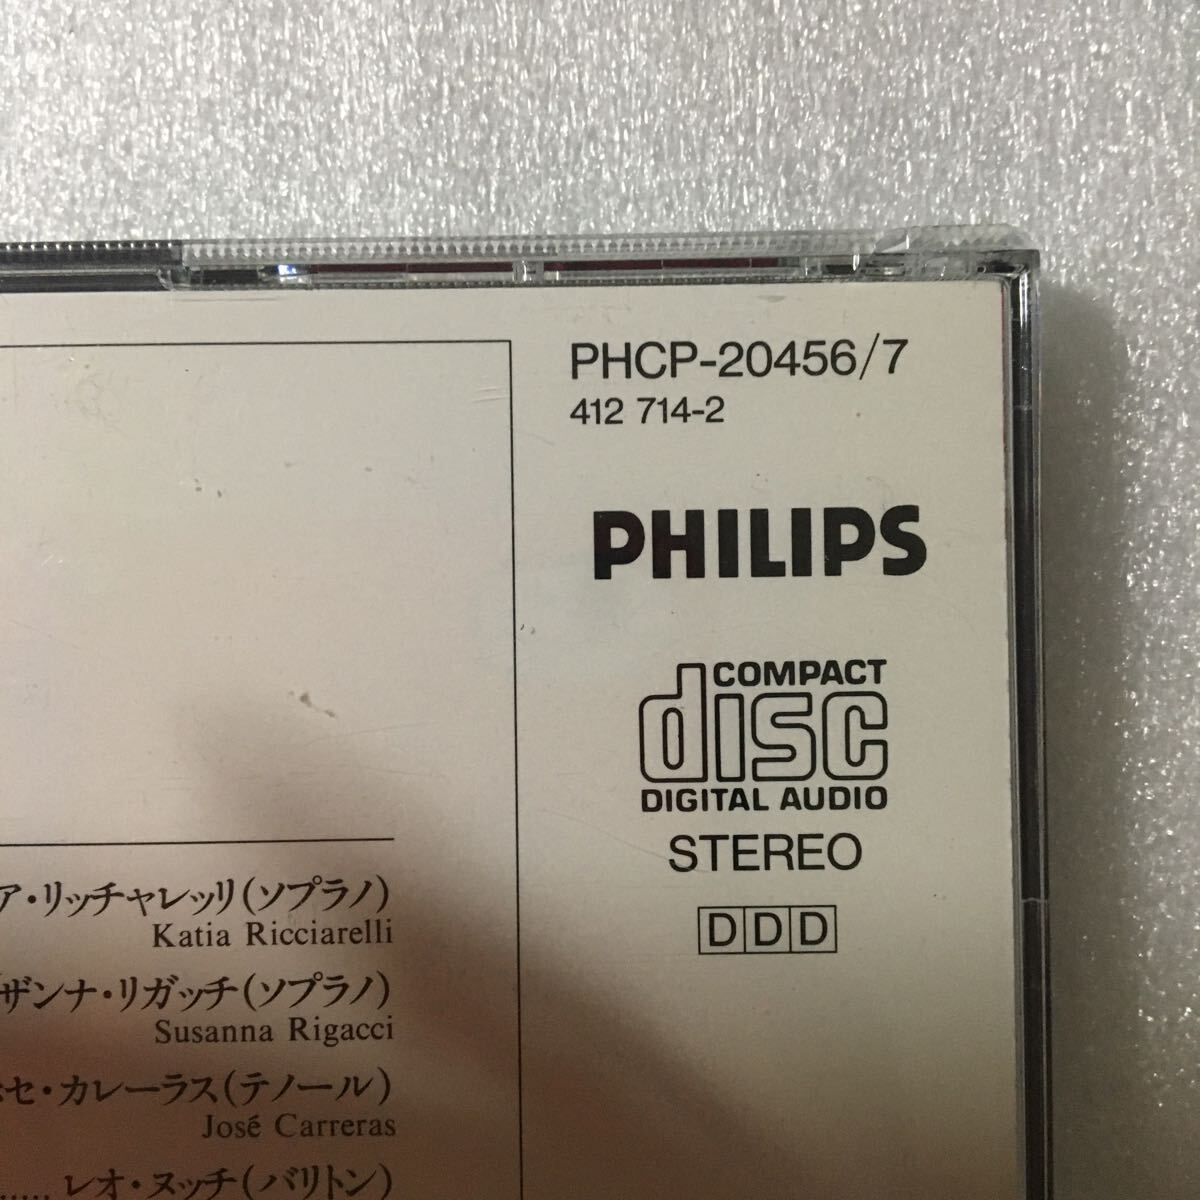 PHCP-20456/7
412 714-2
PHILIPS
COMPACT
disc
DIGITAL AUDIO
STEREO
DDD
ア・リッチャレッリ(ソプラノ)
Katia Ricciarelli
ザンナ・リガッチ(ソプラノ)
Susanna Rigacci
セ・カレーラス(テノール)
José Carreras
..... レオ・ヌッチ(バリトン)